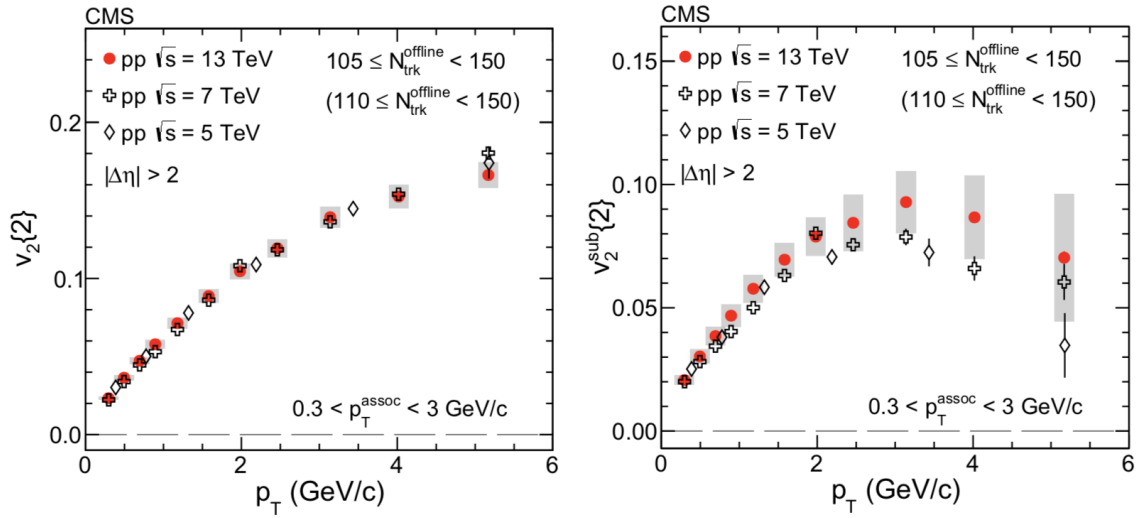 CMS
pp √s = 13 TeV
105 ≤ N_trk^offline < 150
pp √s = 7 TeV
(110 ≤ N_trk^offline < 150)
pp √s = 5 TeV
|Δη| > 2
0.2
0.1
0.0
v₂{2}
0.3 < p_T^assoc < 3 GeV/c
0 2 4 6
p_T (GeV/c)
CMS
pp √s = 13 TeV
105 ≤ N_trk^offline < 150
pp √s = 7 TeV
(110 ≤ N_trk^offline < 150)
pp √s = 5 TeV
|Δη| > 2
0.15
0.10
0.05
0.00
v₂^sub{2}
0.3 < p_T^assoc < 3 GeV/c
0 2 4 6
p_T (GeV/c)